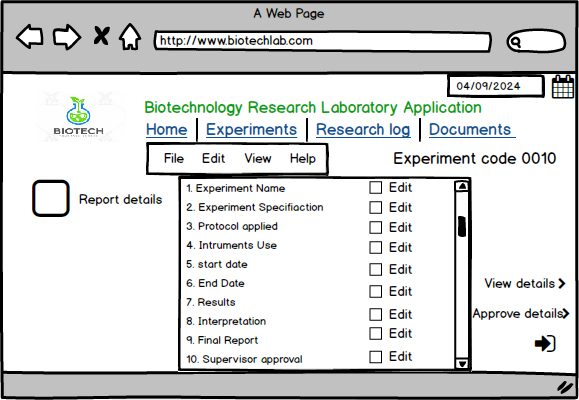 A Web Page
http://www.biotechlab.com
04/09/2024
BIOTECH
Biotechnology Research Laboratory Application
Home Experiments Research log Documents
File Edit View Help
Experiment code 0010
Report details
1. Experiment Name Edit
2. Experiment Specifiaction Edit
3. Protocol applied Edit
4. Intruments Use Edit
5. start date Edit
6. End Date Edit
7. Results Edit
8. Interpretation Edit
9. Final Report Edit
10. Supervisor approval Edit
View details
Approve details